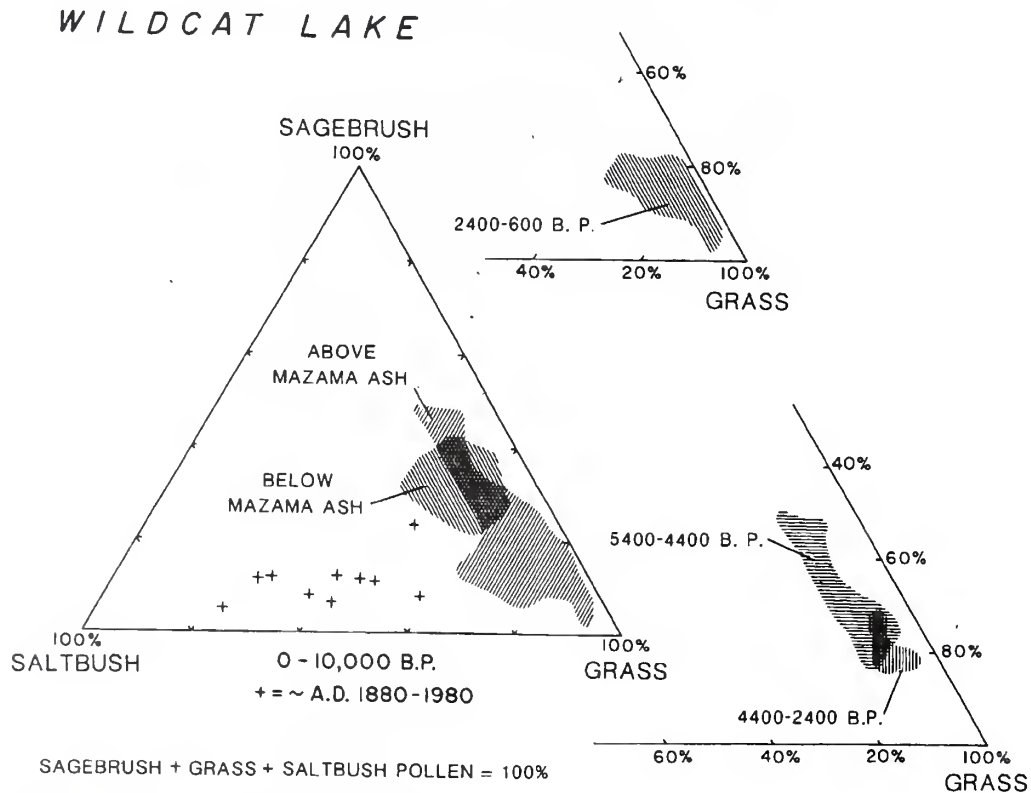 WILDCAT LAKE
SAGEBRUSH
100%
ABOVE
MAZAMA ASH
BELOW
MAZAMA ASH
100%
SALTBUSH
100%
GRASS
0-10,000 B.P.
+ = ~ A.D. 1880-1980
SAGEBRUSH + GRASS + SALTBUSH POLLEN = 100%
60%
80%
2400-600 B. P.
40% 20% 100%
GRASS
40%
5400-4400 B. P.
60%
80%
4400-2400 B.P.
60% 40% 20% 100%
GRASS